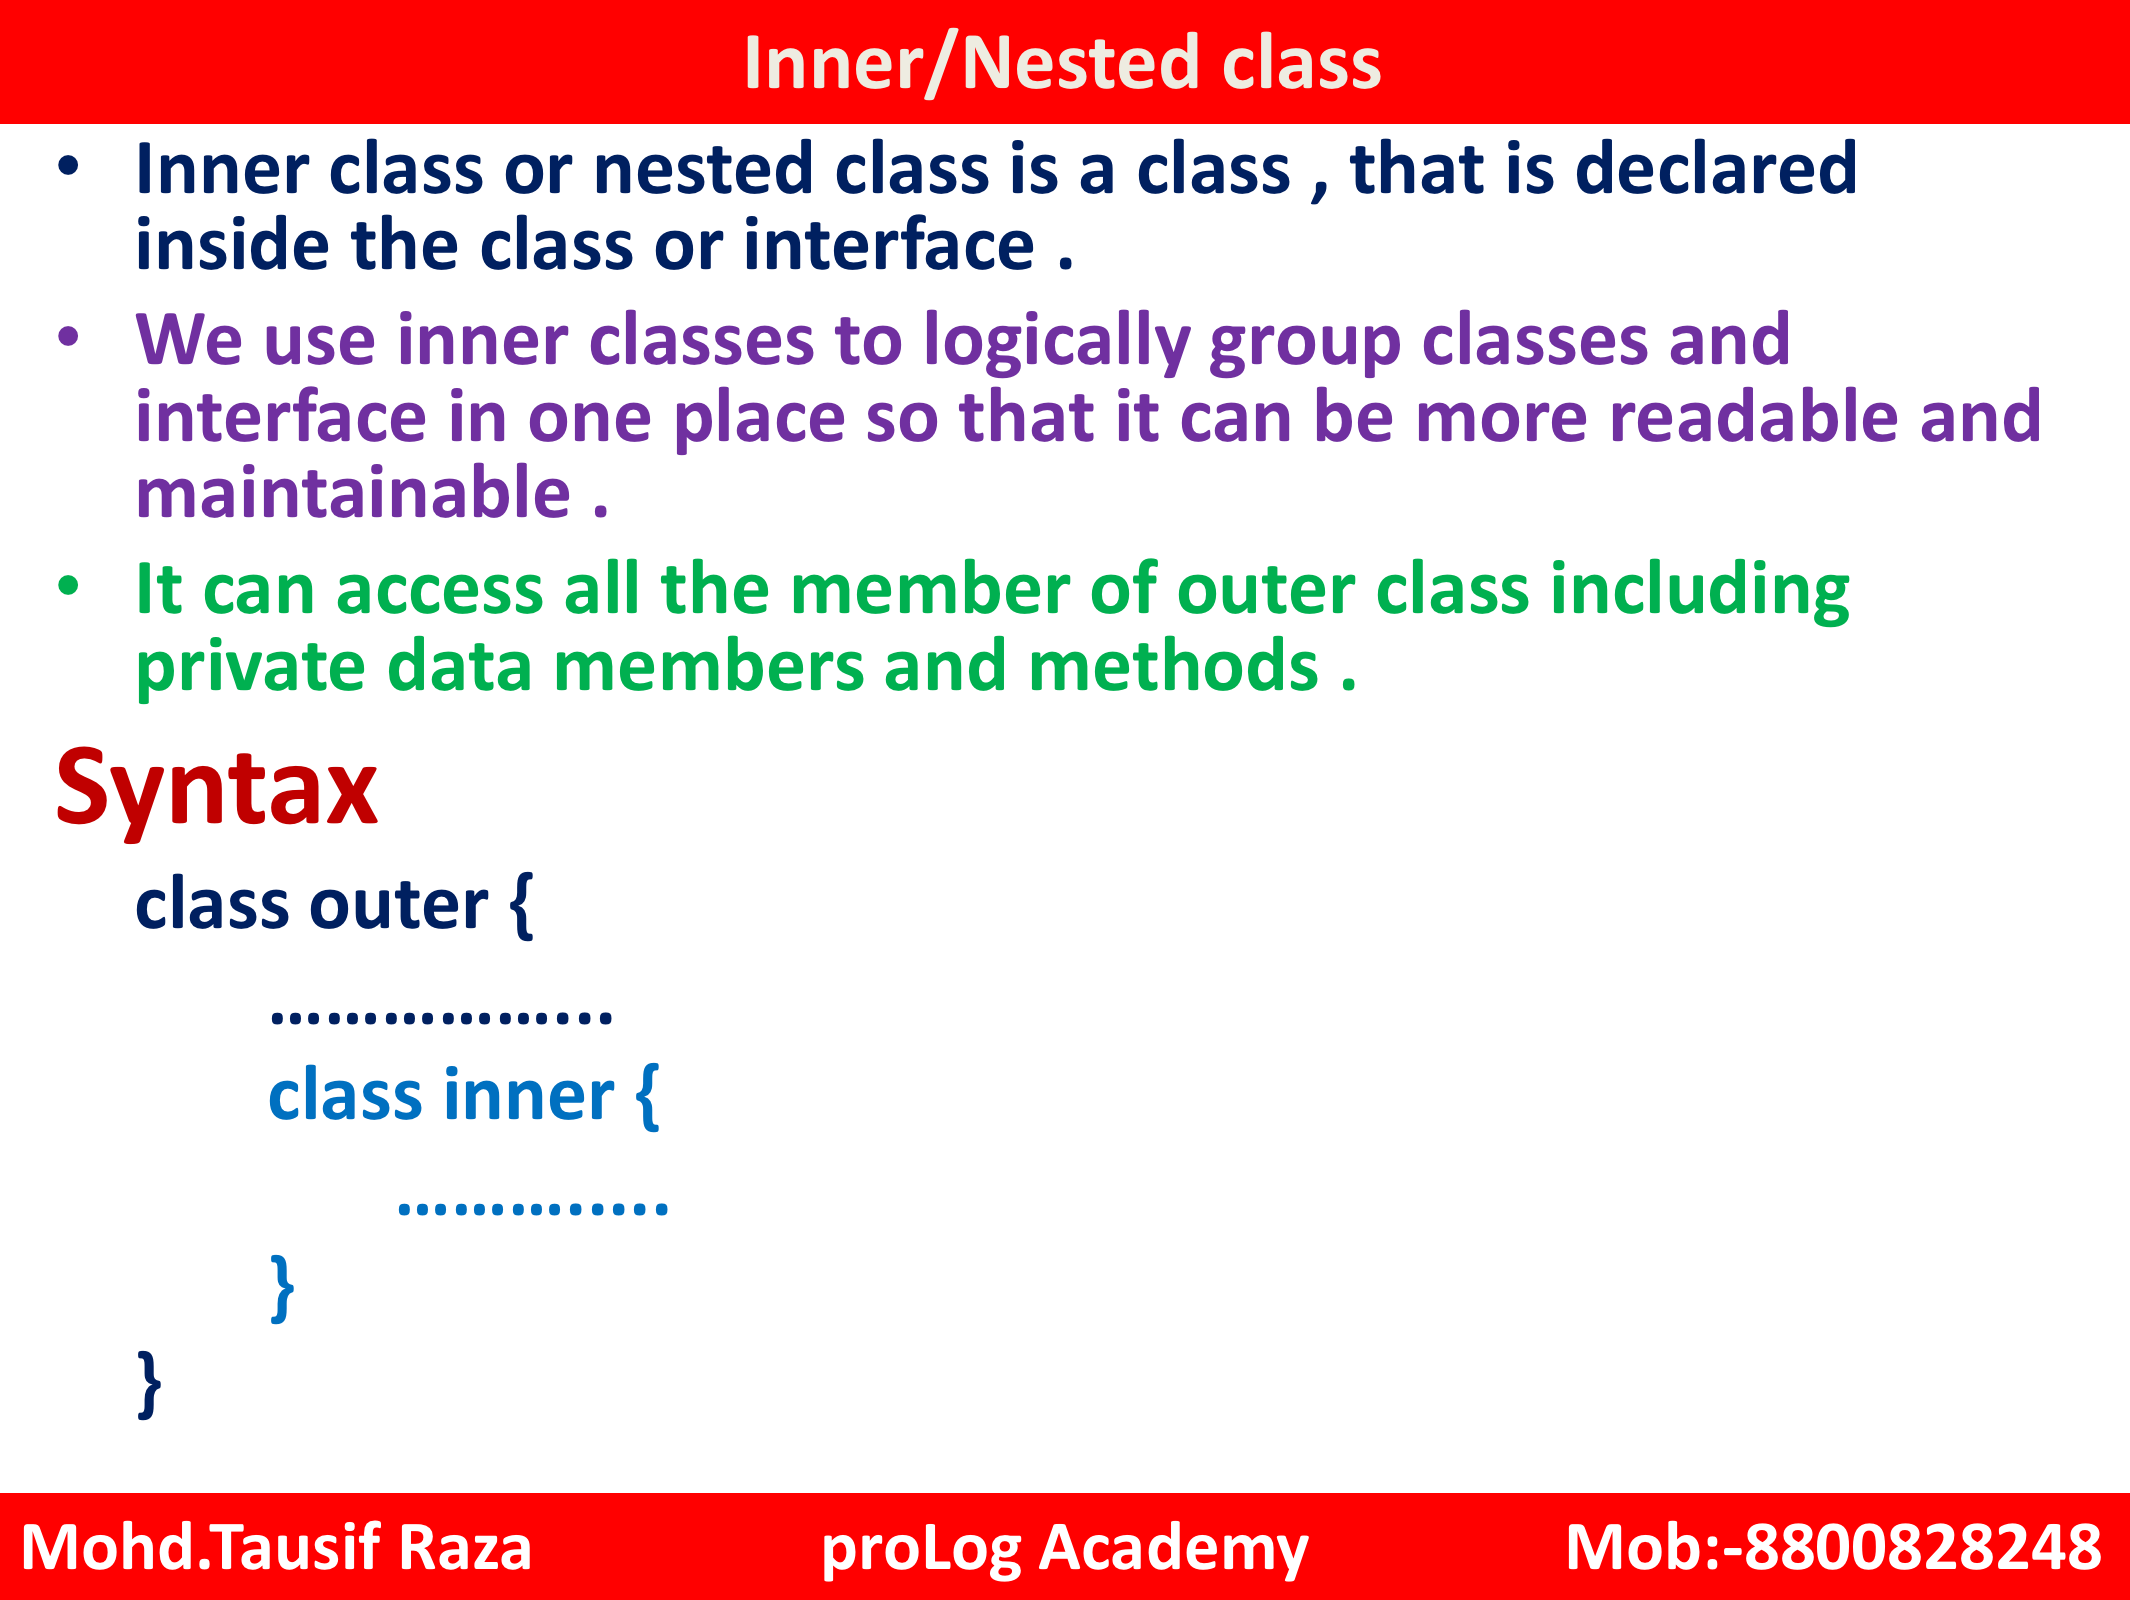 Inner/Nested class
• Inner class or nested class is a class , that is declared
inside the class or interface .
• We use inner classes to logically group classes and
interface in one place so that it can be more readable and
maintainable .
• It can access all the member of outer class including
private data members and methods .
Syntax
class outer {
……………...
class inner {
………..…
}
}
Mohd.Tausif Raza proLog Academy Mob:-8800828248